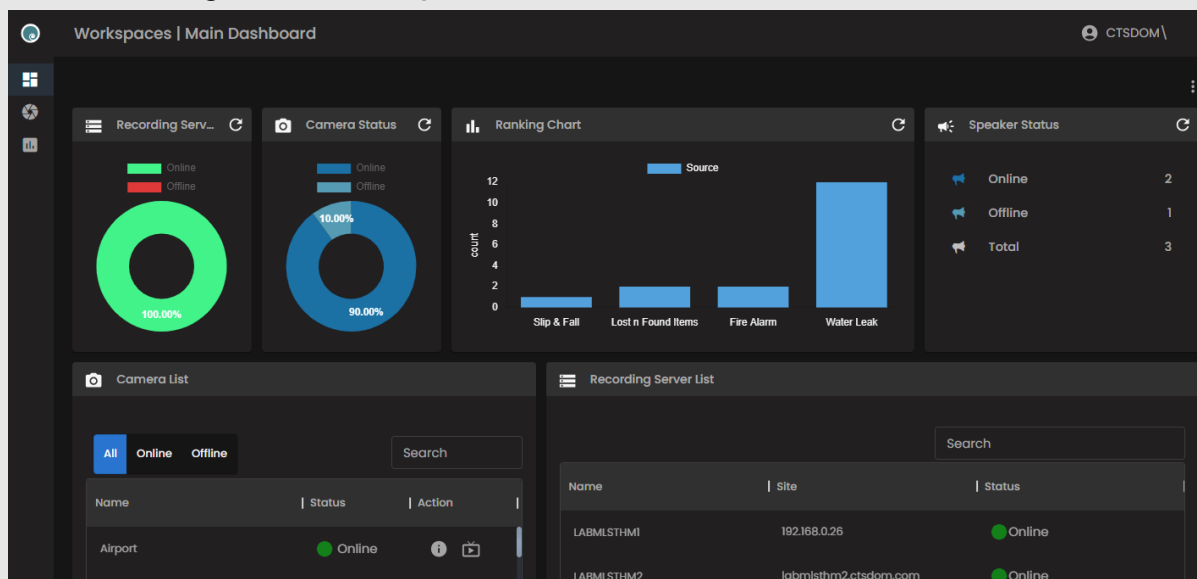 Workspaces | Main Dashboard
CTSDOM\
Recording Serv...
Camera Status
Ranking Chart
Speaker Status
Online
Offline
100.00%
Online
Offline
10.00%
90.00%
Source
count
12
10
8
6
4
2
0
Slip & Fall
Lost n Found Items
Fire Alarm
Water Leak
Online 2
Offline 1
Total 3
Camera List
Recording Server List
All Online Offline
Search
Search
Name | Status | Action |
Name | Site | Status |
Airport Online
LABMLSTHM1 192.168.0.26 Online
LABMLSTHM2 labmlsthm2.ctsdom.com Online